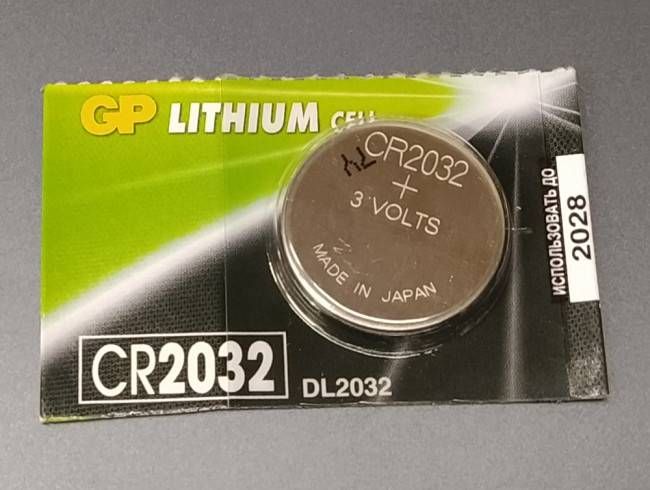 GP LITHIUM CELL
CR2032
+
3 VOLTS
MADE IN JAPAN
ИСПОЛЬЗОВАТЬ ДО
2028
CR2032
DL2032